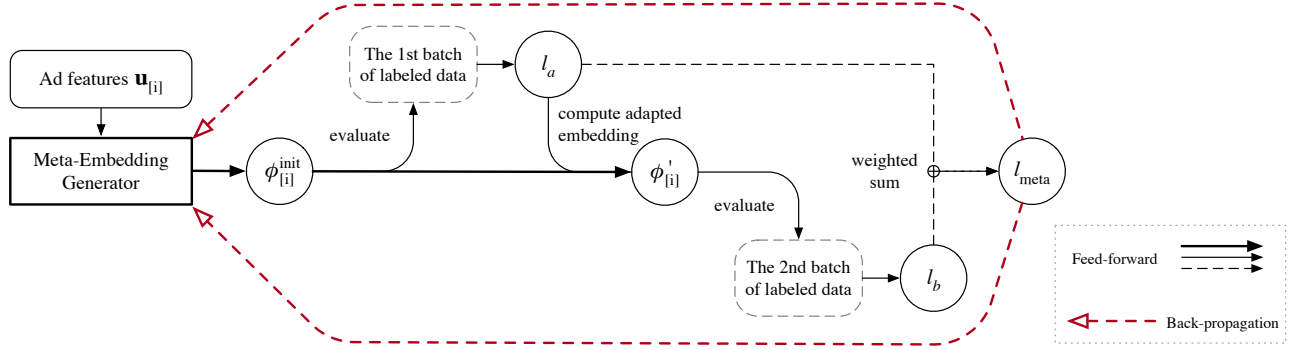 Ad features u[i]
Meta-Embedding
Generator
ϕ[i]init
evaluate
The 1st batch
of labeled data
la
compute adapted
embedding
ϕ[i]'
evaluate
The 2nd batch
of labeled data
lb
weighted
sum
lmeta
Feed-forward
Back-propagation